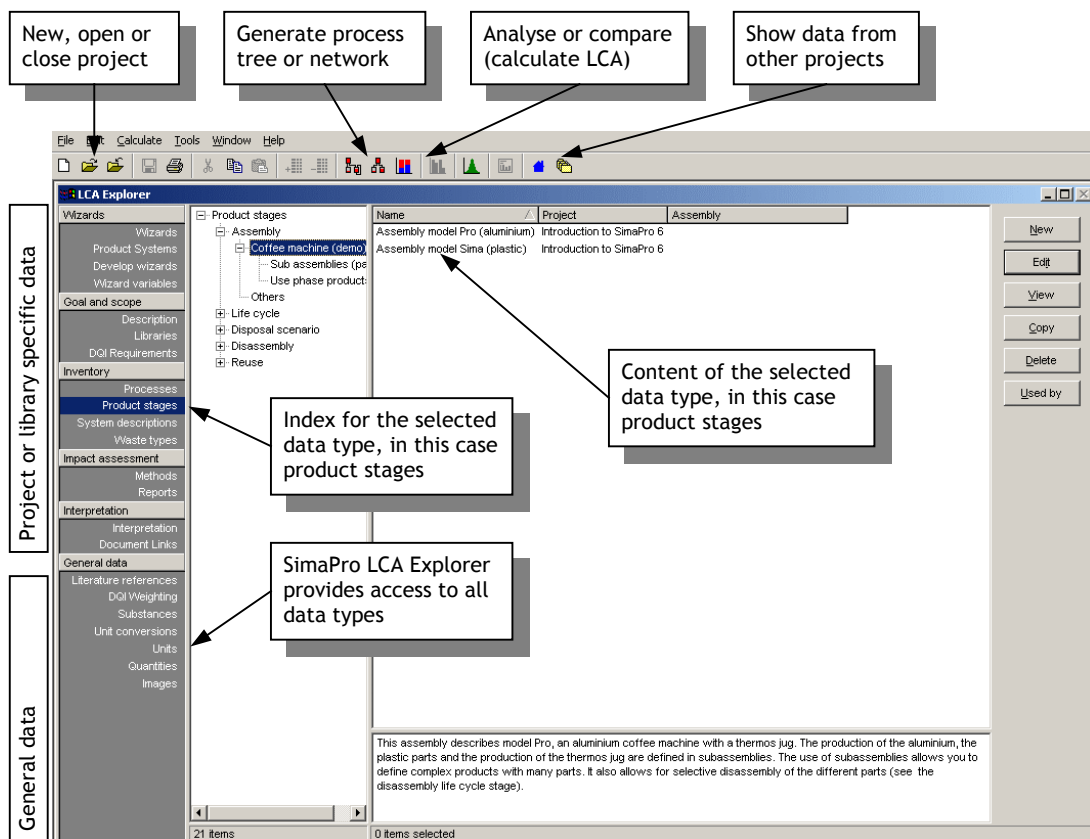 New, open or
close project
Generate process
tree or network
Analyse or compare
(calculate LCA)
Show data from
other projects
File Calculate Tools Window Help
LCA Explorer
Project or library specific data
General data
Wizards
Wizards
Product Systems
Develop wizards
Wizard variables
Goal and scope
Description
Libraries
DQI Requirements
Inventory
Processes
Product stages
System descriptions
Waste types
Impact assessment
Methods
Reports
Interpretation
Interpretation
Document Links
General data
Literature references
DQI Weighting
Substances
Unit conversions
Units
Quantities
Images
Product stages
Assembly
Coffee machine (demo)
Sub assemblies (pa
Use phase product
Others
Life cycle
Disposal scenario
Disassembly
Reuse
21 items
Name Project Assembly
Assembly model Pro (aluminium) Introduction to SimaPro 6
Assembly model Sima (plastic) Introduction to SimaPro 6
Content of the selected
data type, in this case
product stages
Index for the selected
data type, in this case
product stages
SimaPro LCA Explorer
provides access to all
data types
This assembly describes model Pro, an aluminium coffee machine with a thermos jug. The production of the aluminium, the
plastic parts and the production of the thermos jug are defined in subassemblies. The use of subassemblies allows you to
define complex products with many parts. It also allows for selective disassembly of the different parts (see the
disassembly life cycle stage).
0 items selected
New
Edit
View
Copy
Delete
Used by